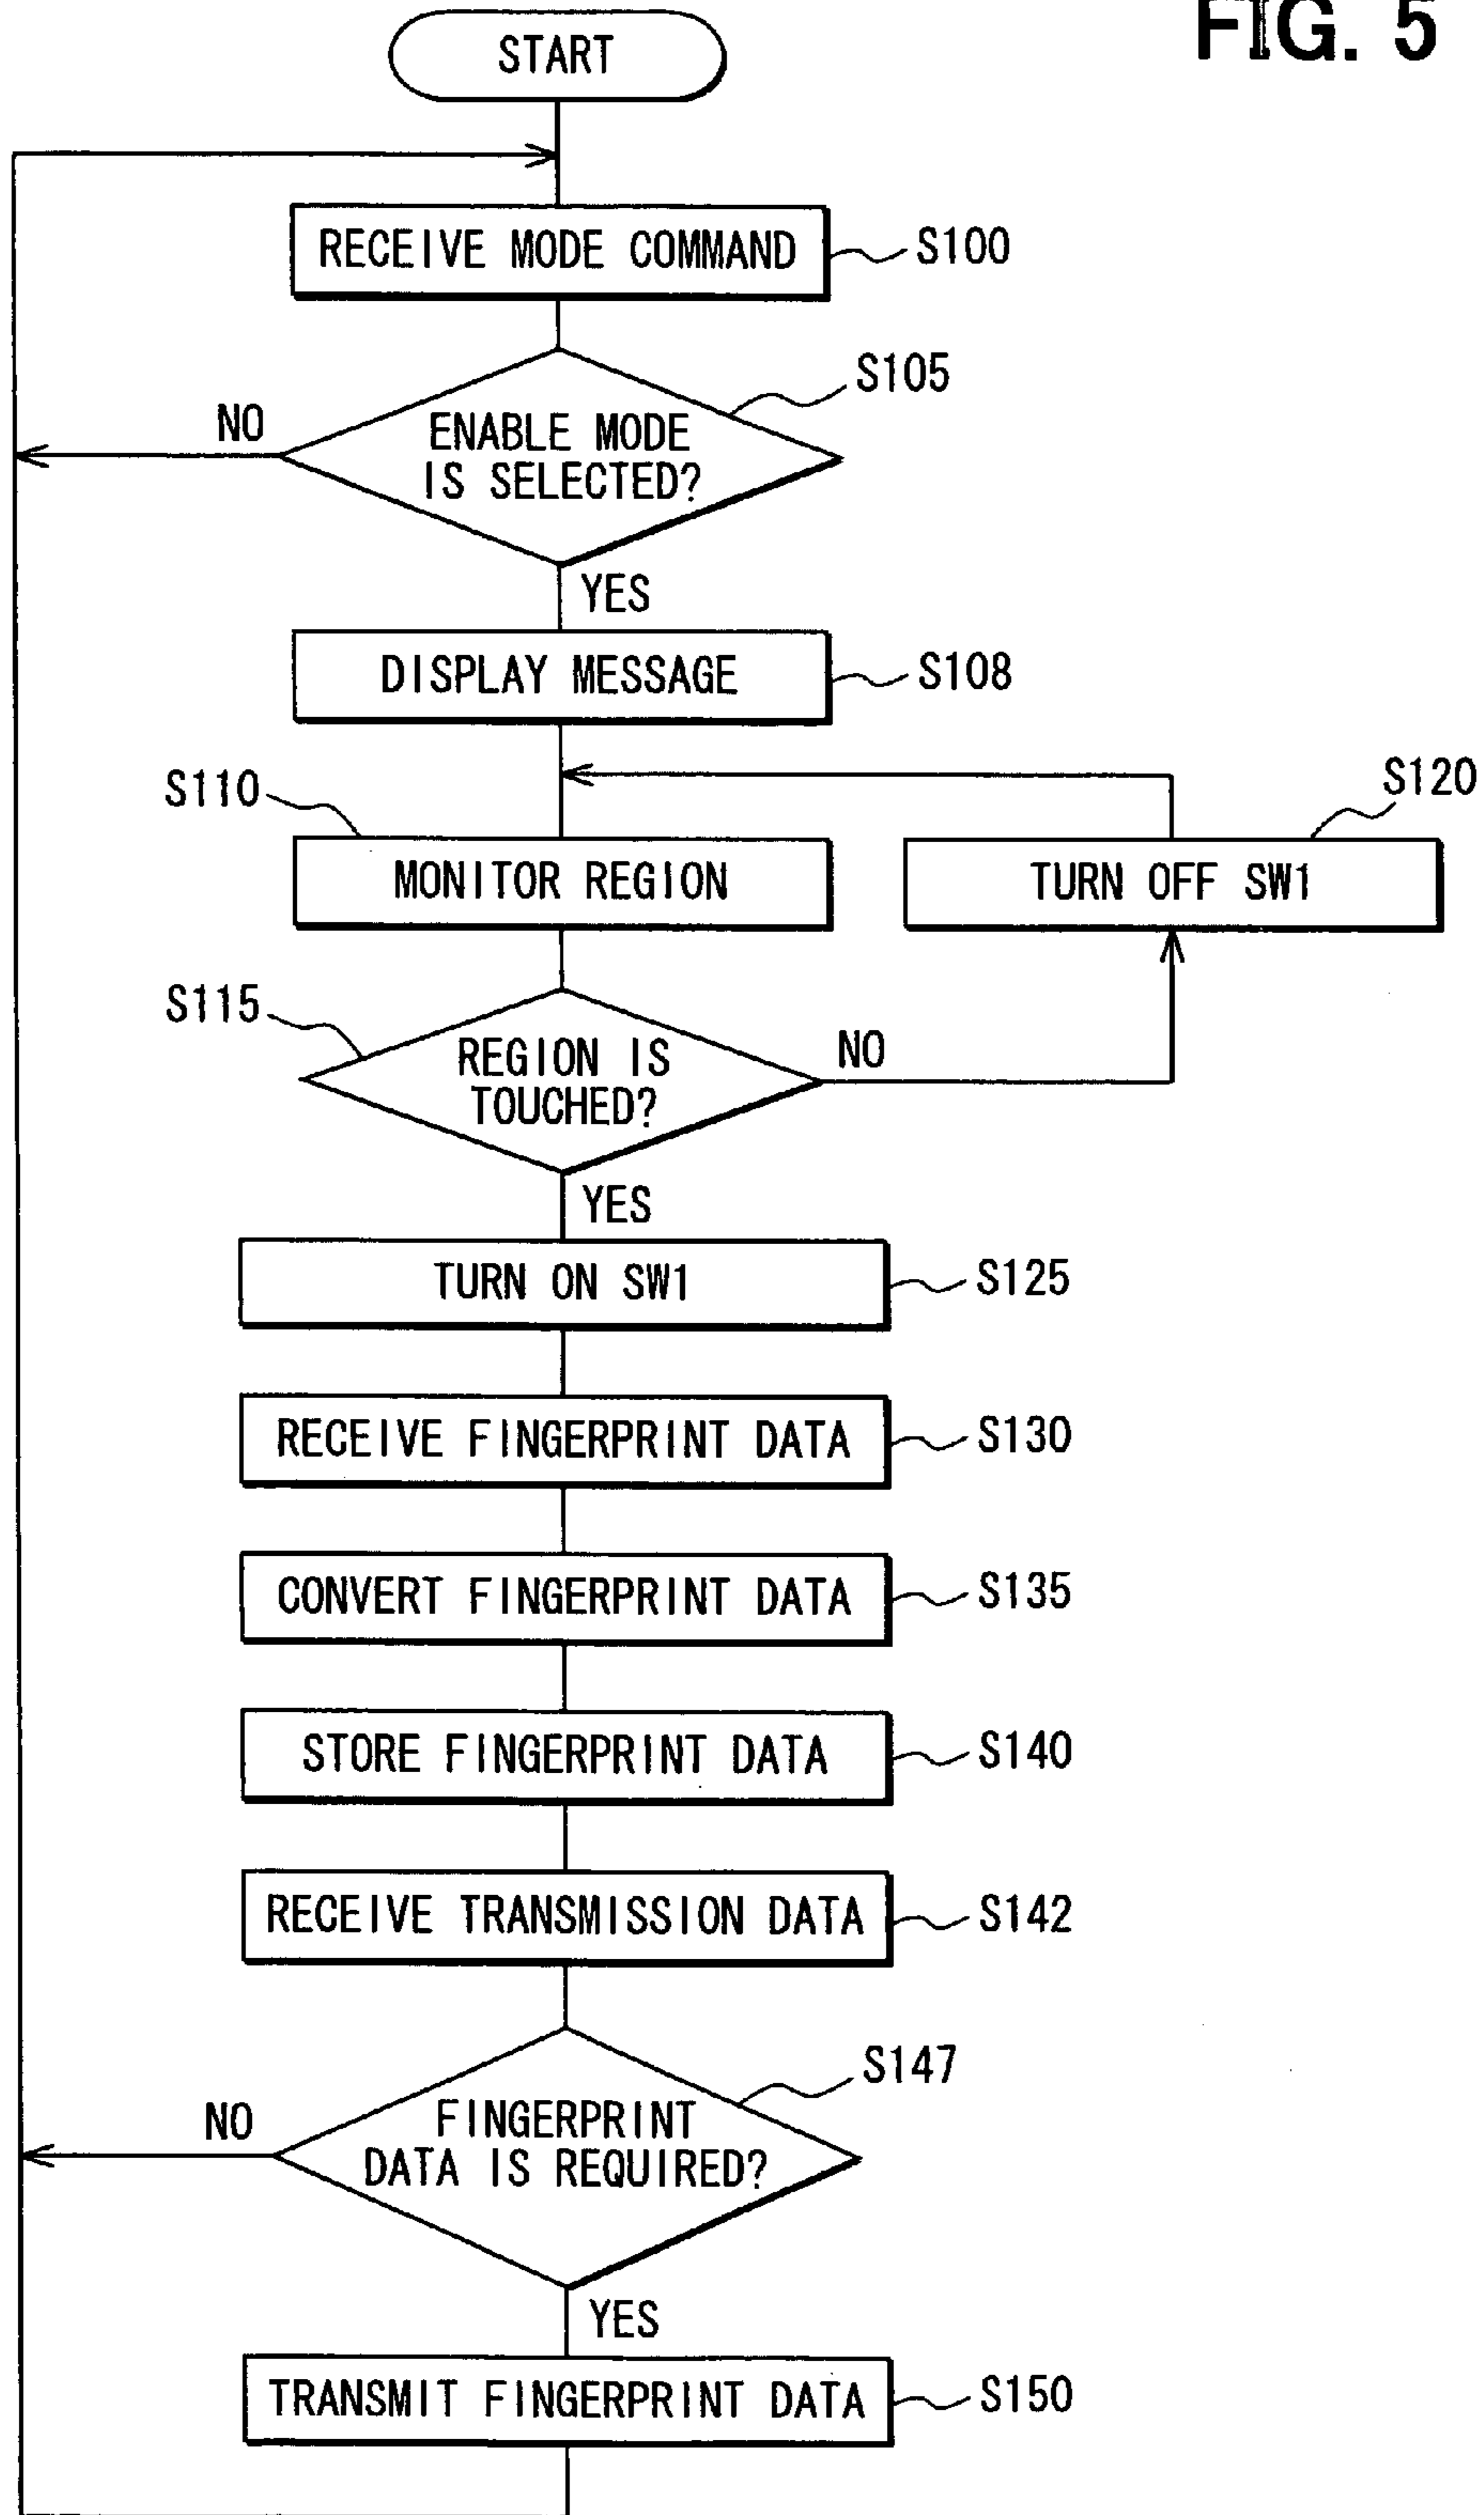 FIG. 5
START
RECEIVE MODE COMMAND
S100
S105
NO
ENABLE MODE
IS SELECTED?
YES
DISPLAY MESSAGE
S108
S110
S120
MONITOR REGION
TURN OFF SW1
S115
REGION IS
TOUCHED?
NO
YES
TURN ON SW1
S125
RECEIVE FINGERPRINT DATA
S130
CONVERT FINGERPRINT DATA
S135
STORE FINGERPRINT DATA
S140
RECEIVE TRANSMISSION DATA
S142
S147
NO
FINGERPRINT
DATA IS REQUIRED?
YES
TRANSMIT FINGERPRINT DATA
S150